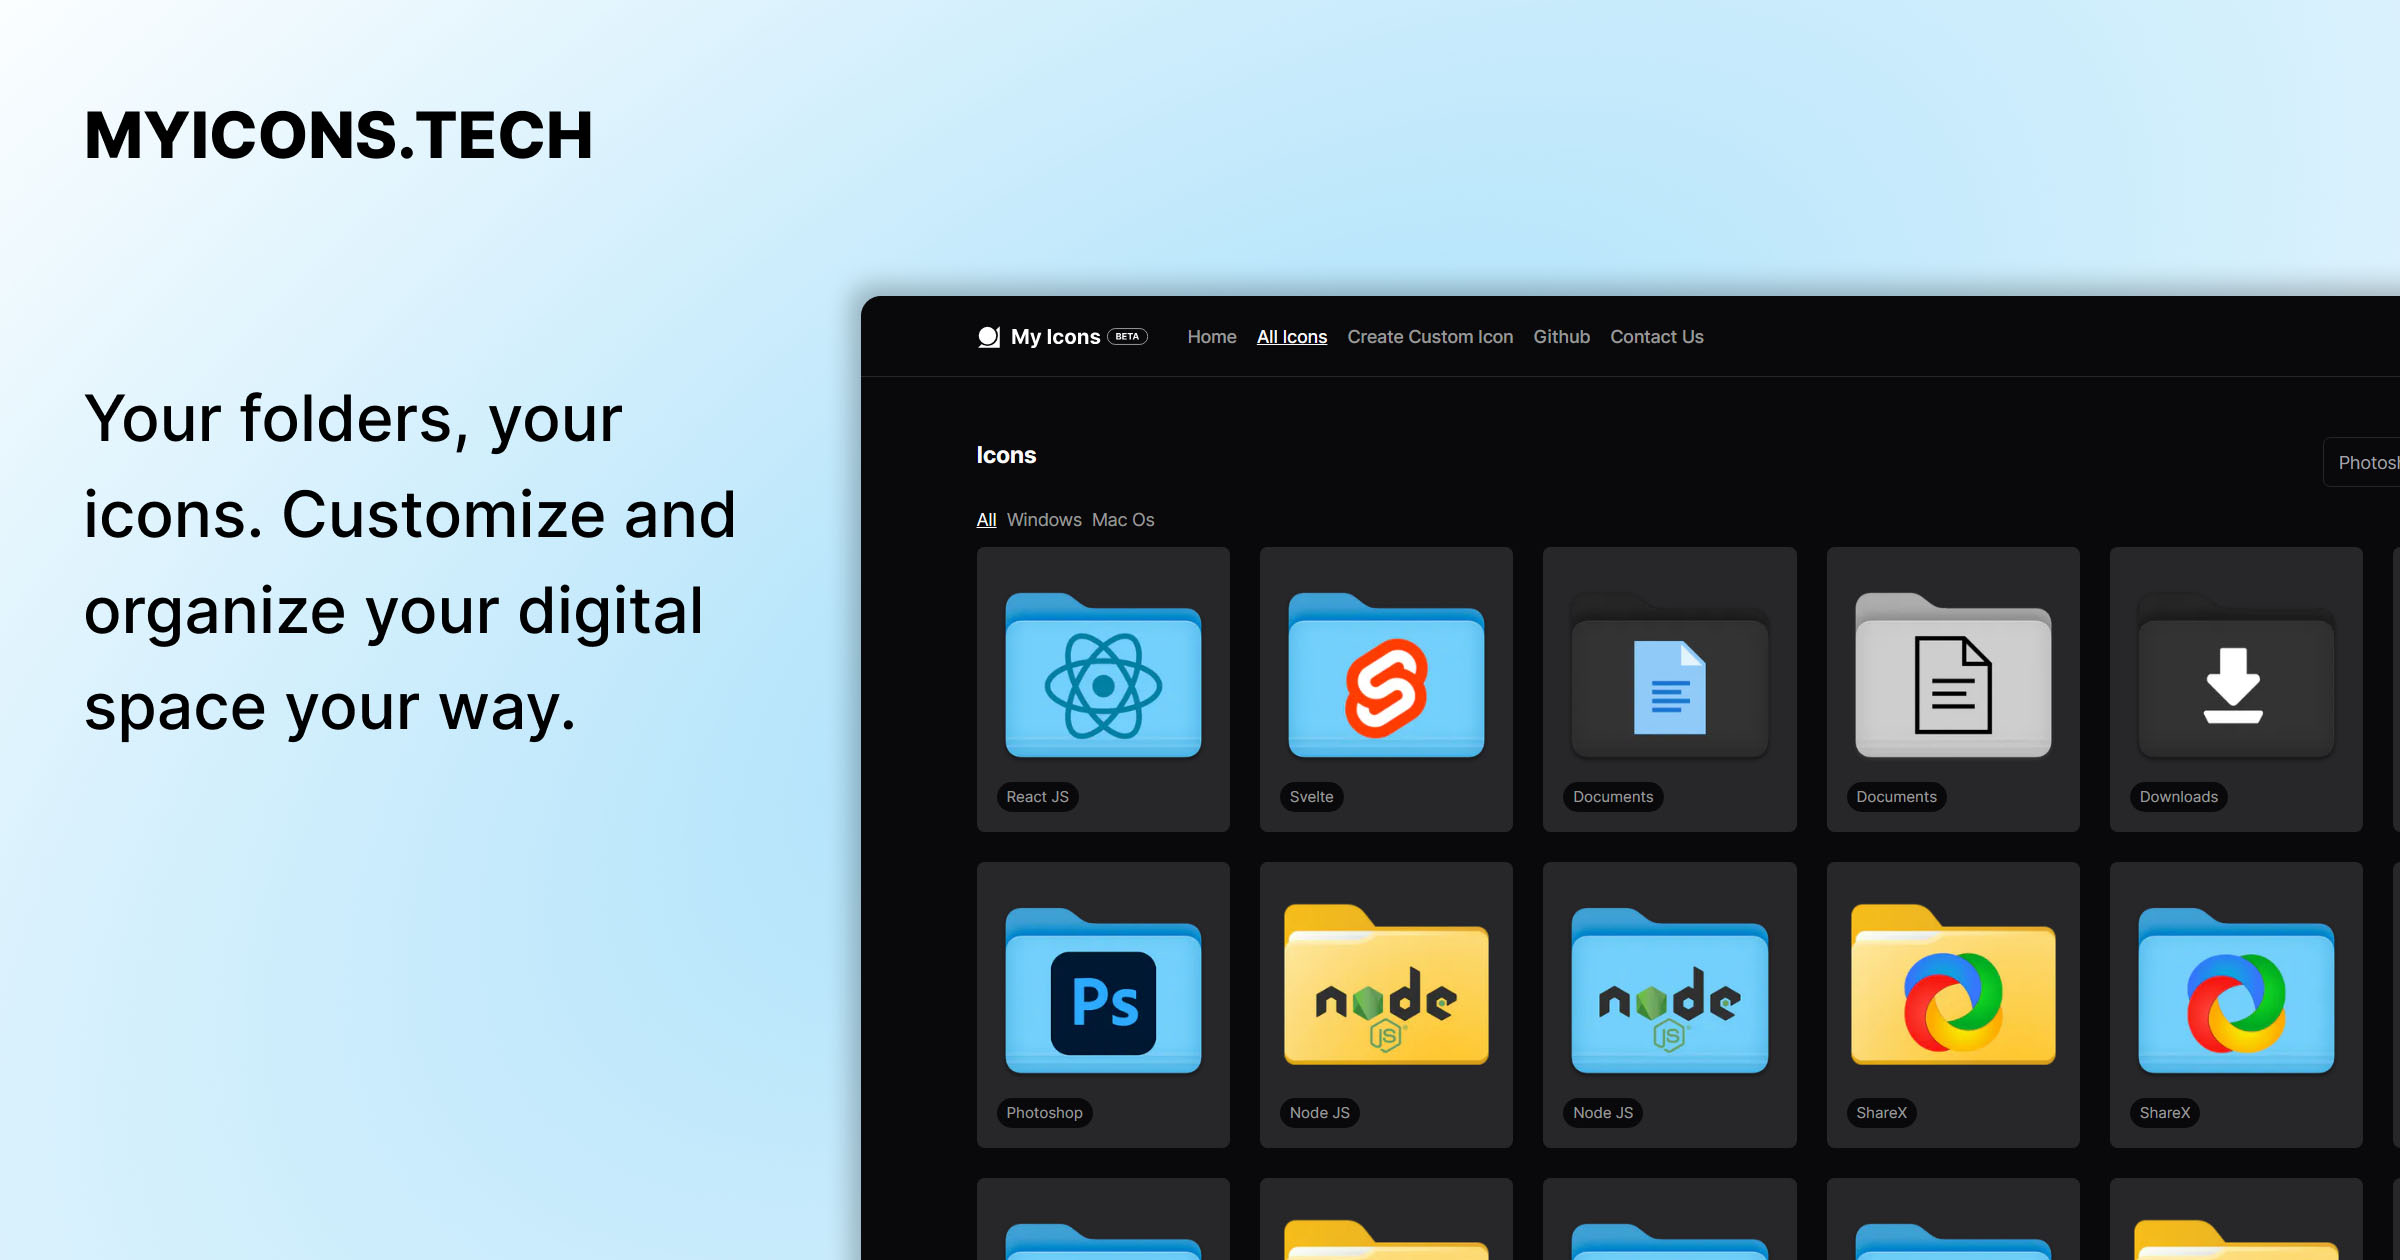 MYICONS.TECH
Your folders, your
icons. Customize and
organize your digital
space your way.
My Icons BETA Home All Icons Create Custom Icon Github Contact Us
Icons
All Windows Mac Os
React JS Svelte Documents Documents Downloads
Ps
node JS node JS
Photoshop Node JS Node JS ShareX ShareX